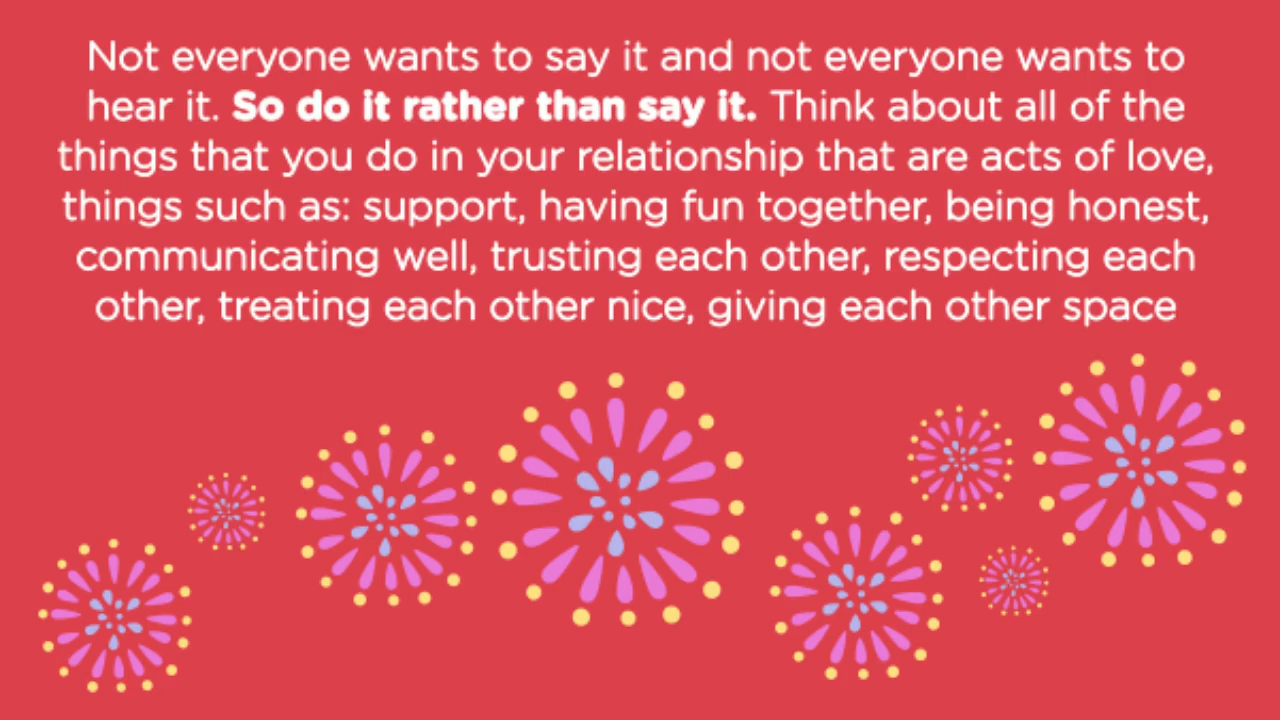 Not everyone wants to say it and not everyone wants to
hear it. So do it rather than say it. Think about all of the
things that you do in your relationship that are acts of love,
things such as: support, having fun together, being honest,
communicating well, trusting each other, respecting each
other, treating each other nice, giving each other space